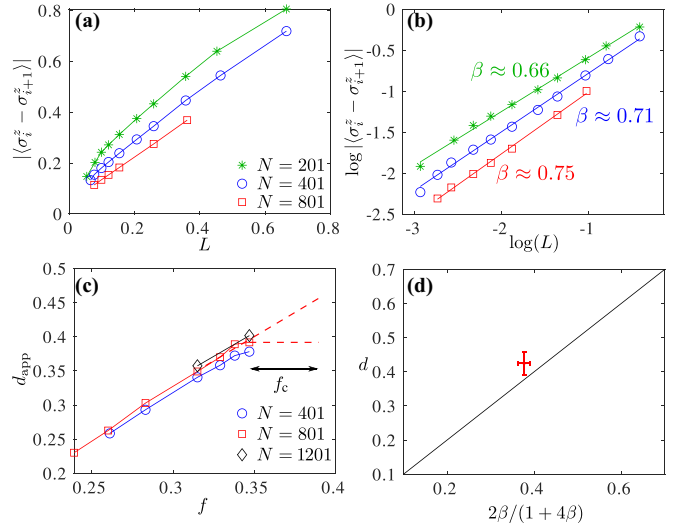 (a)
|⟨σ_i^z − σ_{i+1}^z⟩|
0.8
0.6
0.4
0.2
0
0
0.2
0.4
0.6
0.8
L
N = 201
N = 401
N = 801
(b)
log |⟨σ_i^z − σ_{i+1}^z⟩|
0
-0.5
-1
-1.5
-2
-2.5
-3
-2
-1
log(L)
β ≈ 0.66
β ≈ 0.71
β ≈ 0.75
(c)
d_app
0.5
0.45
0.4
0.35
0.3
0.25
0.2
0.25
0.3
0.35
0.4
f
f_c
N = 401
N = 801
N = 1201
(d)
d
0.7
0.6
0.5
0.4
0.3
0.2
0.1
0.2
0.4
0.6
2β/(1 + 4β)